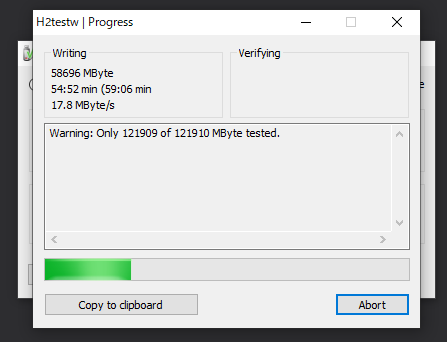 H2testw | Progress
Writing
58696 MByte
54:52 min (59:06 min
17.8 MByte/s
Verifying
Warning: Only 121909 of 121910 MByte tested.
Copy to clipboard
Abort